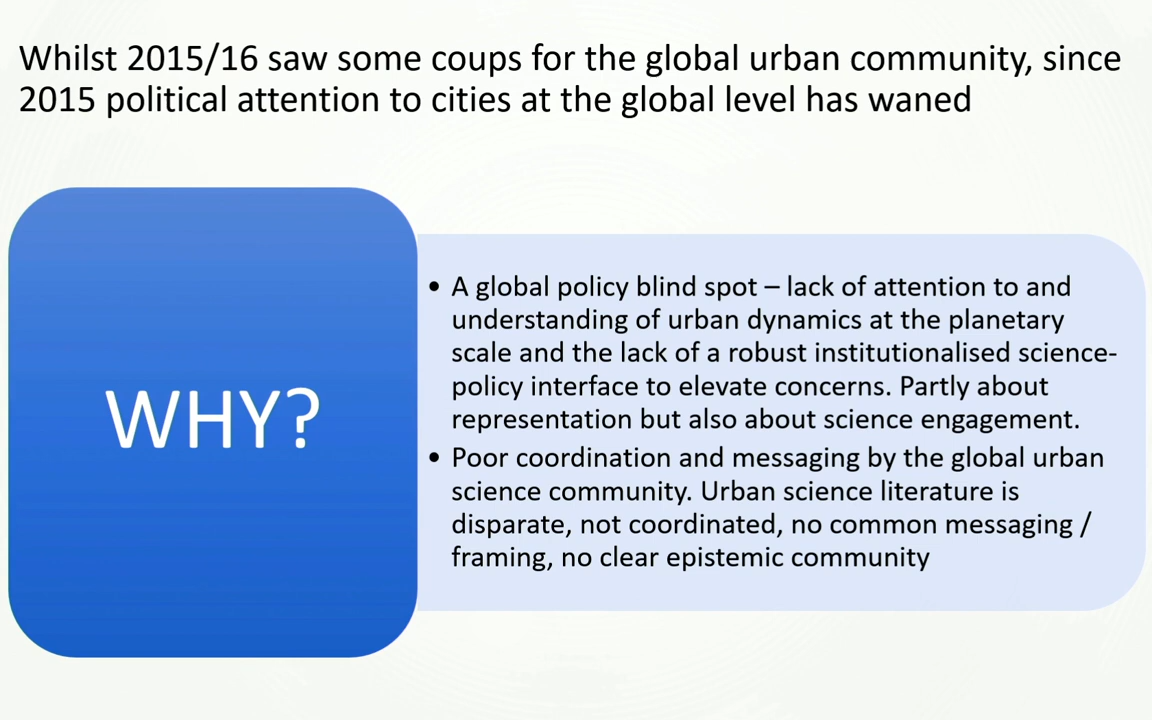 Whilst 2015/16 saw some coups for the global urban community, since
2015 political attention to cities at the global level has waned
WHY?
• A global policy blind spot – lack of attention to and
understanding of urban dynamics at the planetary
scale and the lack of a robust institutionalised science-
policy interface to elevate concerns. Partly about
representation but also about science engagement.
• Poor coordination and messaging by the global urban
science community. Urban science literature is
disparate, not coordinated, no common messaging /
framing, no clear epistemic community